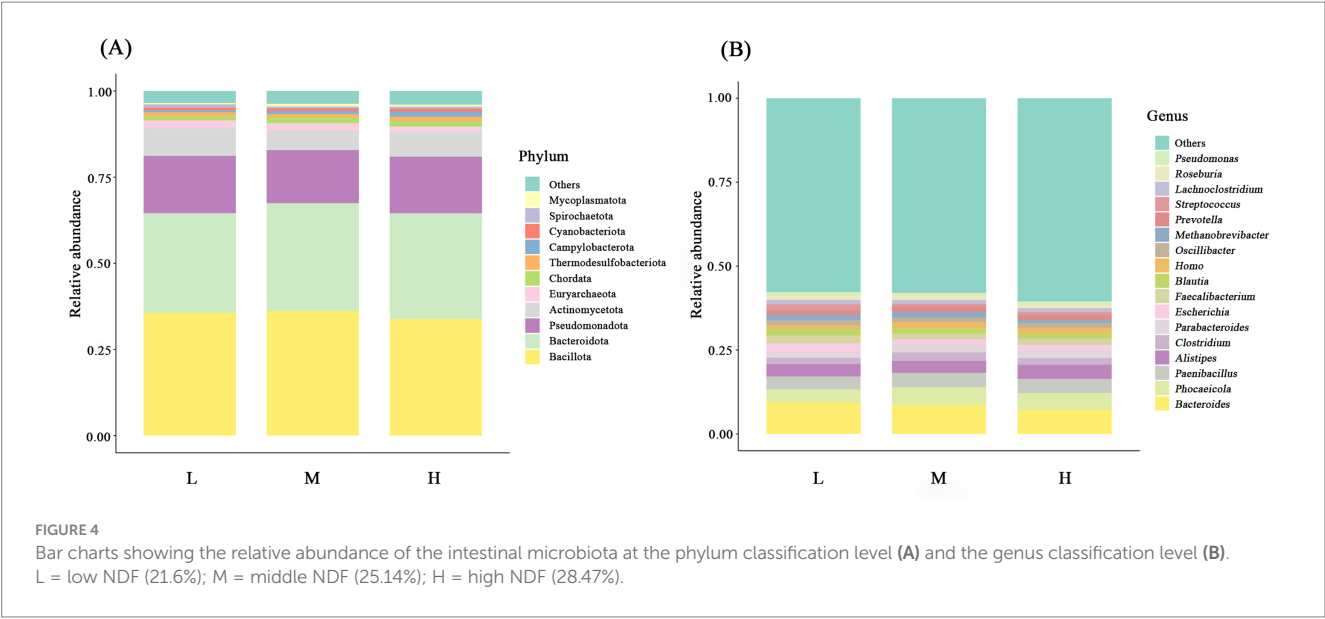 (A)
Relative abundance
1.00
0.75
0.50
0.25
0.00
L
M
H
Phylum
Others
Mycoplasmatota
Spirochaetota
Cyanobacteriota
Campylobacterota
Thermodesulfobacteriota
Chordata
Euryarchaeota
Actinomycetota
Pseudomonadota
Bacteroidota
Bacillota
(B)
Relative abundance
1.00
0.75
0.50
0.25
0.00
L
M
H
Genus
Others
Pseudomonas
Roseburia
Lachnoclostridium
Streptococcus
Prevotella
Methanobrevibacter
Oscillibacter
Homo
Blautia
Faecalibacterium
Escherichia
Parabacteroides
Clostridium
Alistipes
Paenibacillus
Phocaeicola
Bacteroides
FIGURE 4
Bar charts showing the relative abundance of the intestinal microbiota at the phylum classification level (A) and the genus classification level (B).
L = low NDF (21.6%); M = middle NDF (25.14%); H = high NDF (28.47%).